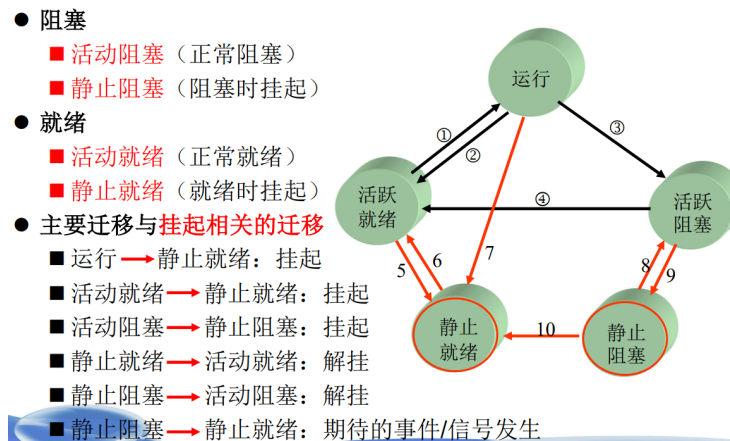 ● 阻塞
■ 活动阻塞（正常阻塞）
■ 静止阻塞（阻塞时挂起）
● 就绪
■ 活动就绪（正常就绪）
■ 静止就绪（就绪时挂起）
● 主要迁移与挂起相关的迁移
■ 运行→静止就绪：挂起
■ 活动就绪→静止就绪：挂起
■ 活动阻塞→静止阻塞：挂起
■ 静止就绪→活动就绪：解挂
■ 静止阻塞→活动阻塞：解挂
■ 静止阻塞→静止就绪：期待的事件/信号发生
运行
①
②
③
活跃
就绪
④
活跃
阻塞
5
6
7
8
9
静止
就绪
10
静止
阻塞